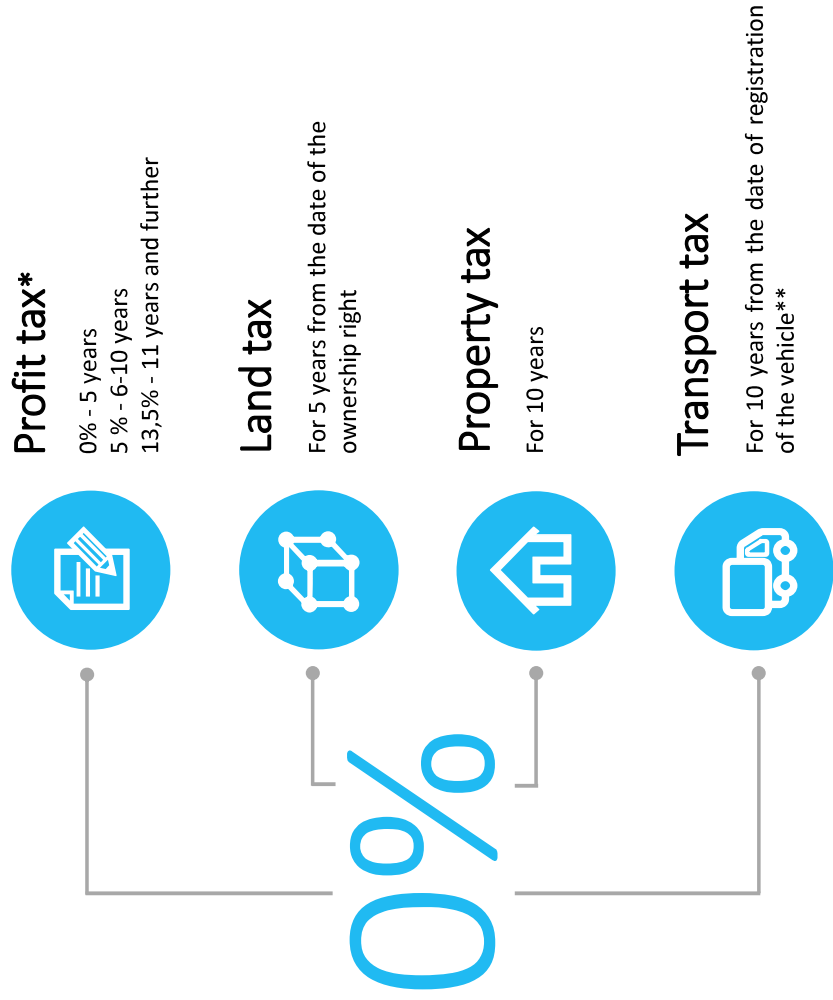 0%
Profit tax*
0% - 5 years
5 % - 6-10 years
13,5% - 11 years and further
Land tax
For 5 years from the date of the
ownership right
Property tax
For 10 years
Transport tax
For 10 years from the date of registration
of the vehicle**